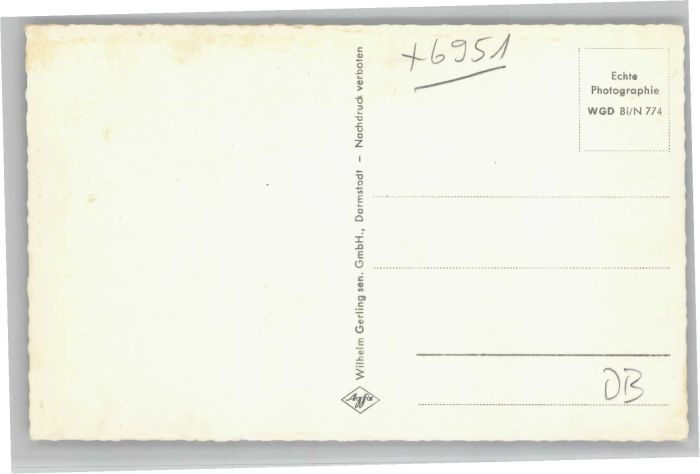 +6951
Echte
Photographie
WGD Bi/N 774
Wilhelm Gerling sen. GmbH., Darmstadt – Nachdruck verboten
Agfa
DB